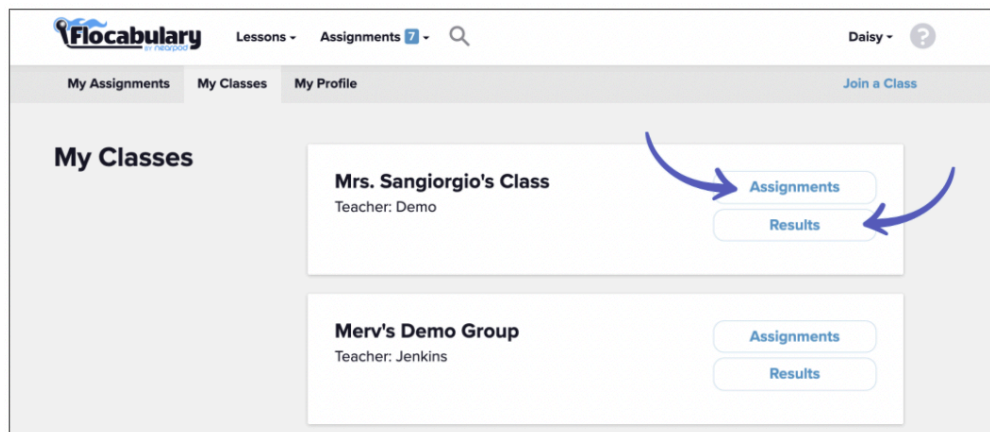 Flocabulary
BY nearpod
Lessons
Assignments 7
Daisy
?
My Assignments
My Classes
My Profile
Join a Class
My Classes
Mrs. Sangiorgio's Class
Teacher: Demo
Assignments
Results
Merv's Demo Group
Teacher: Jenkins
Assignments
Results